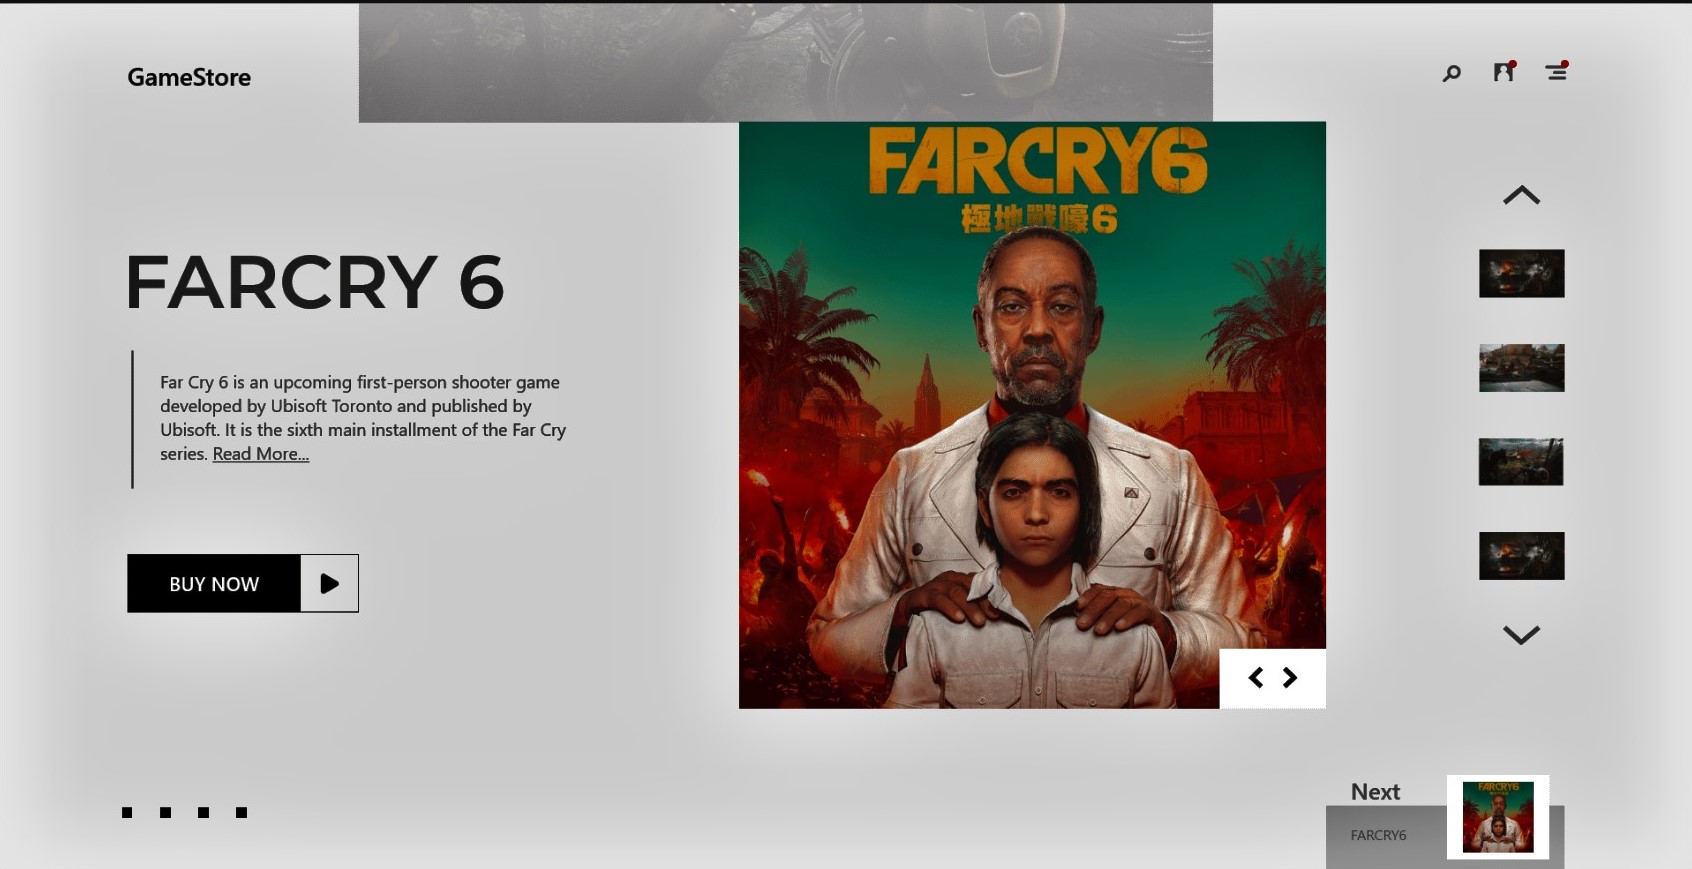 GameStore
FARCRY6
極地戰嚎6
FARCRY 6
Far Cry 6 is an upcoming first-person shooter game
developed by Ubisoft Toronto and published by
Ubisoft. It is the sixth main installment of the Far Cry
series. Read More...
BUY NOW
Next
FARCRY6
FARCRY6